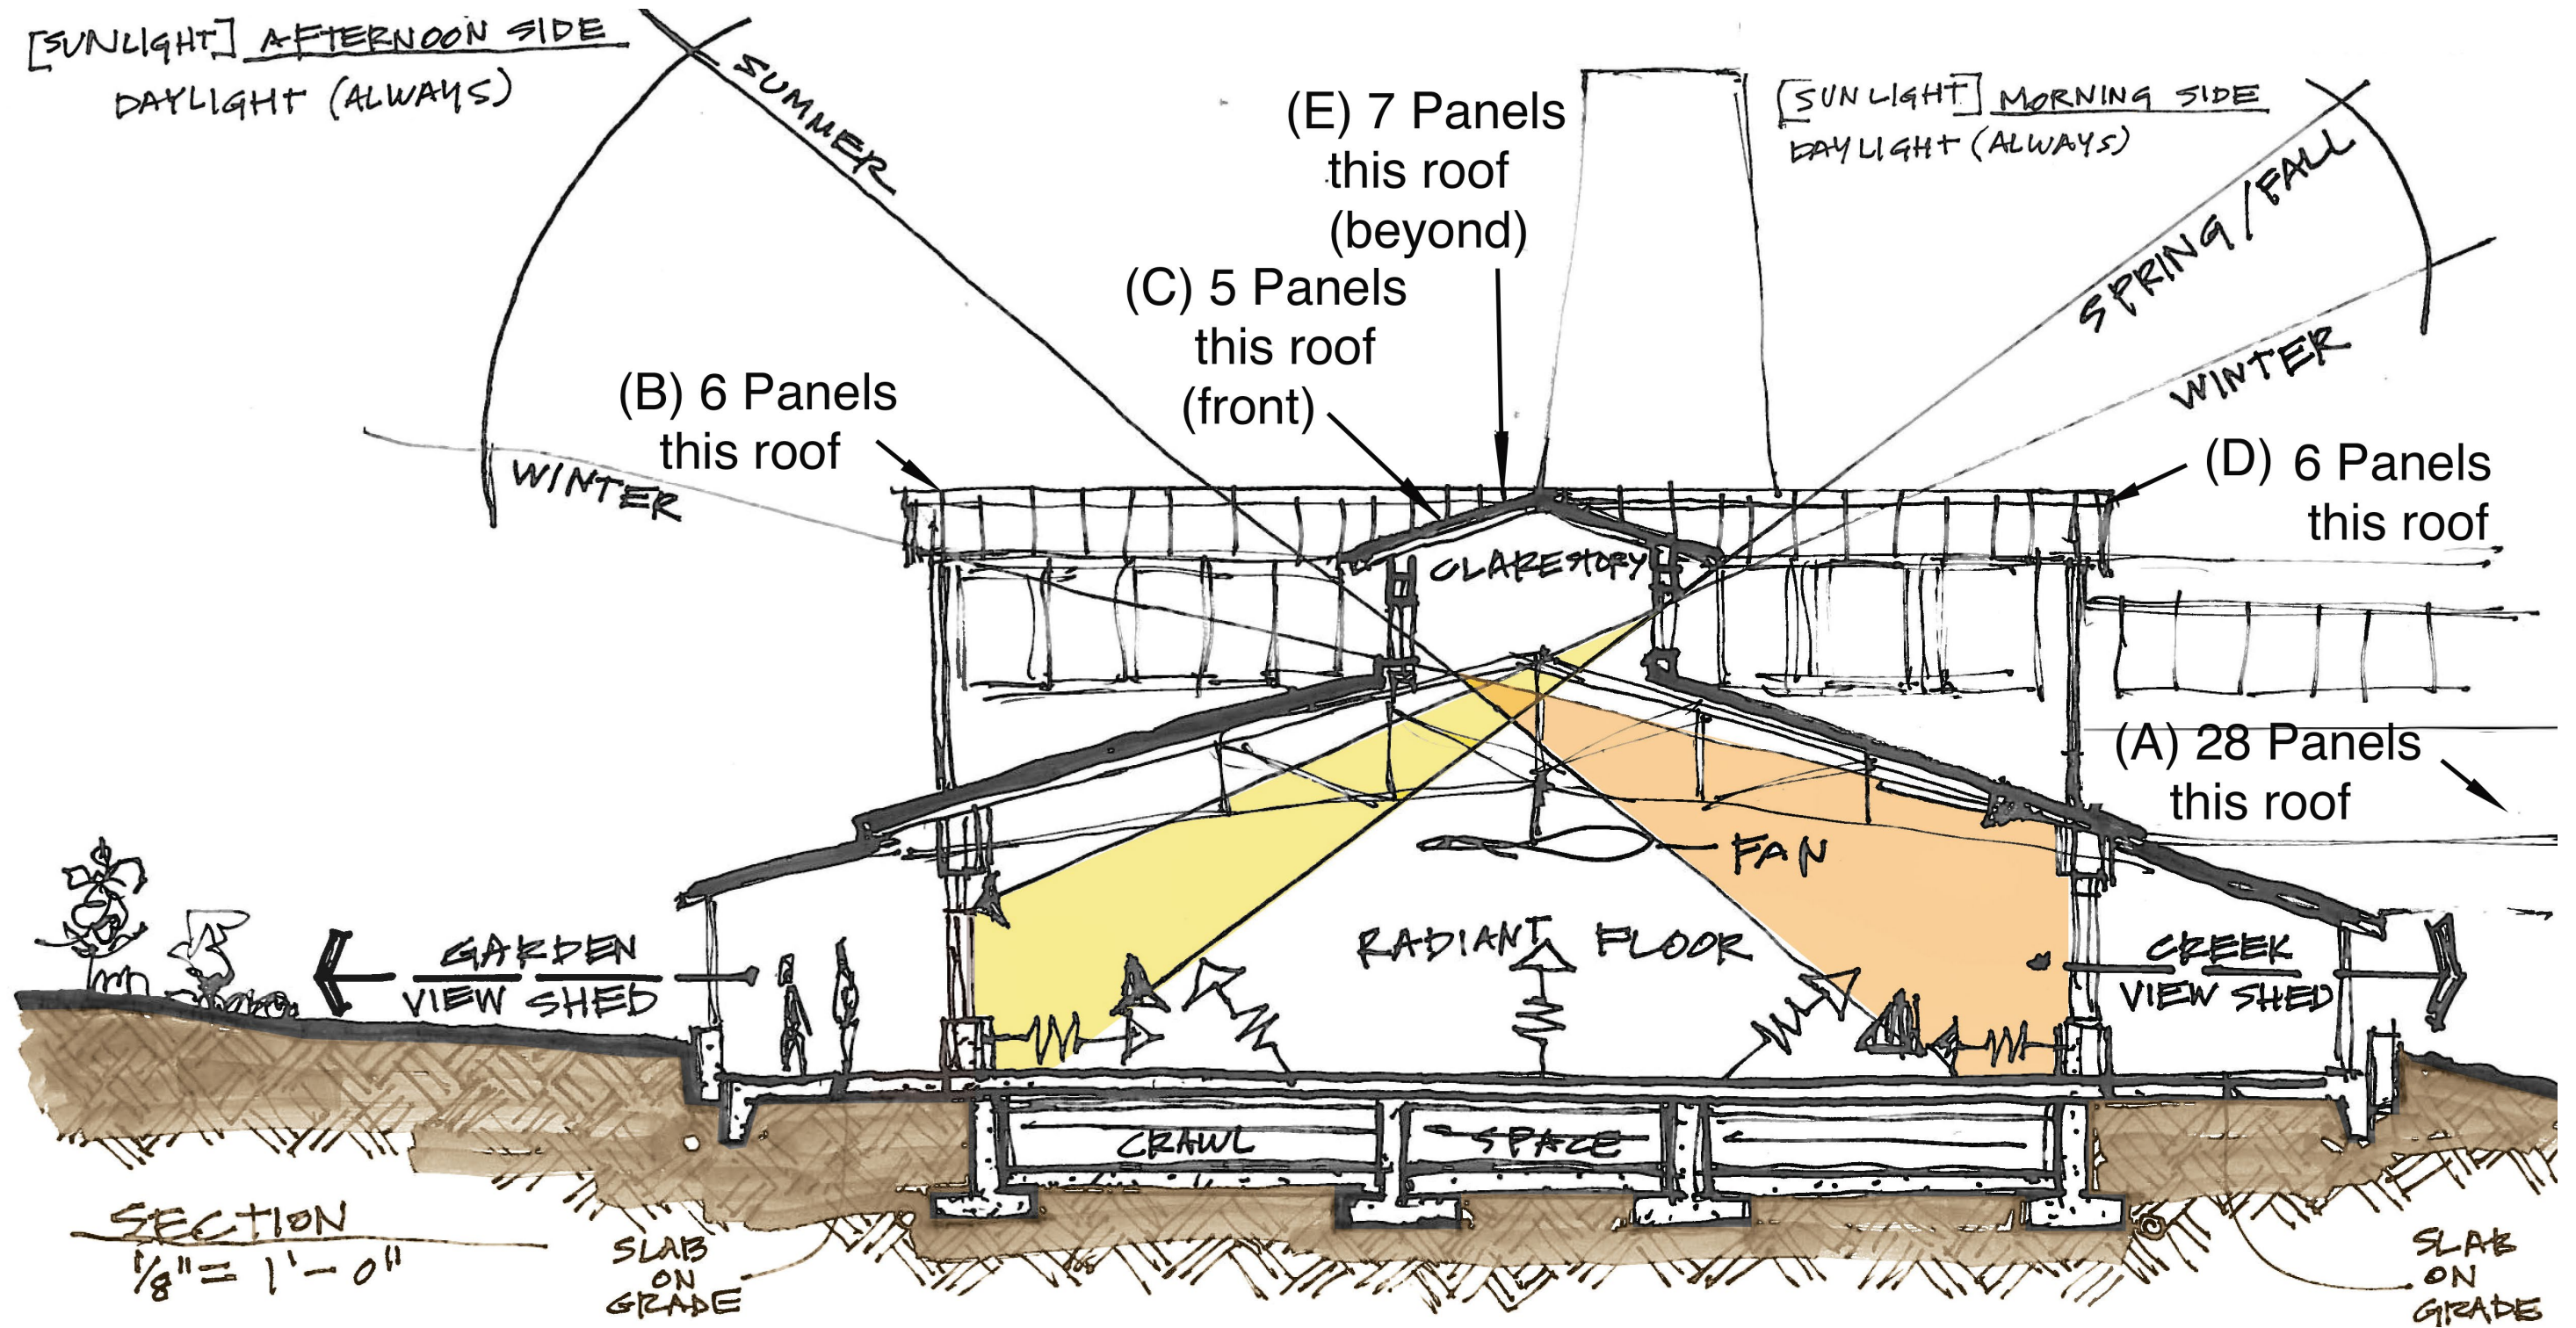 [SUNLIGHT] AFTERNOON SIDE
DAYLIGHT (ALWAYS)
SUMMER
WINTER
(B) 6 Panels
this roof
(C) 5 Panels
this roof
(front)
(E) 7 Panels
this roof
(beyond)
[SUNLIGHT] MORNING SIDE
DAYLIGHT (ALWAYS)
SPRING/FALL
WINTER
(D) 6 Panels
this roof
CLARESTORY
(A) 28 Panels
this roof
FAN
RADIANT FLOOR
GARDEN
VIEW SHED
CREEK
VIEW SHED
CRAWL SPACE
SECTION
1/8" = 1'-0"
SLAB
ON
GRADE
SLAB
ON
GRADE